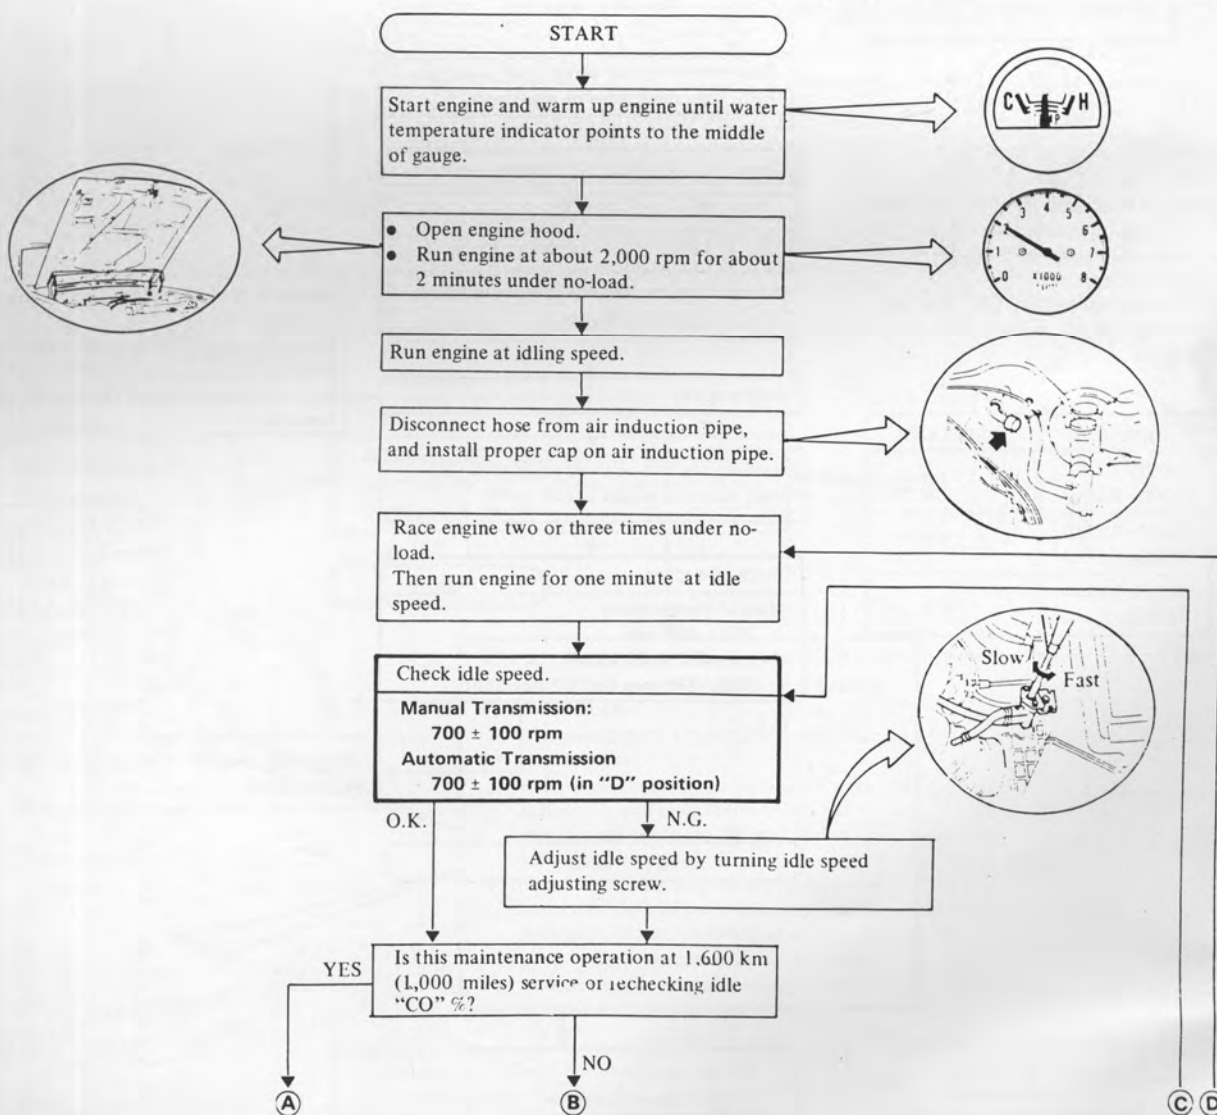 START
Start engine and warm up engine until water
temperature indicator points to the middle
of gauge.
C H
• Open engine hood.
• Run engine at about 2,000 rpm for about
2 minutes under no-load.
0 1 2 3 4 5 6 7 8
X1000
Run engine at idling speed.
Disconnect hose from air induction pipe,
and install proper cap on air induction pipe.
Race engine two or three times under no-
load.
Then run engine for one minute at idle
speed.
Check idle speed.
Manual Transmission:
700 ± 100 rpm
Automatic Transmission
700 ± 100 rpm (in "D" position)
Slow
Fast
O.K.
N.G.
Adjust idle speed by turning idle speed
adjusting screw.
YES
Is this maintenance operation at 1,600 km
(1,000 miles) service or rechecking idle
"CO" %?
NO
A
B
C
D